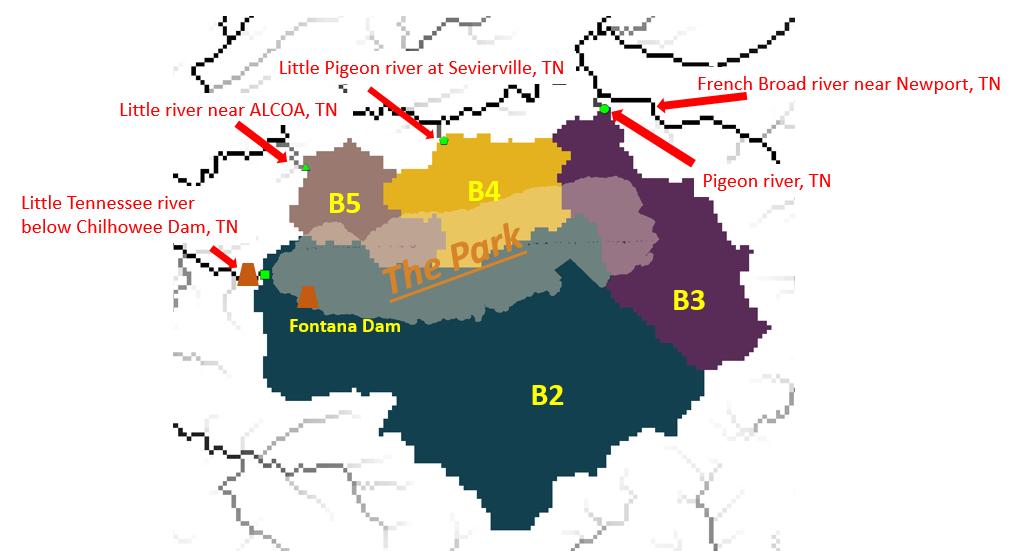 Little Pigeon river at Sevierville, TN
French Broad river near Newport, TN
Little river near ALCOA, TN
Pigeon river, TN
B4
B5
Little Tennessee river
below Chilhowee Dam, TN
The Park
B3
Fontana Dam
B2